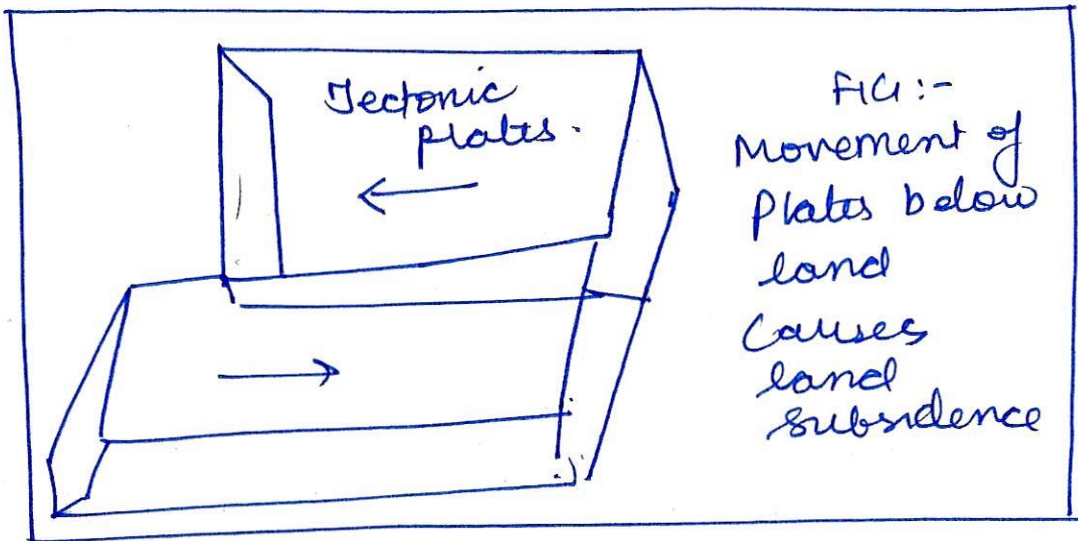 Tectonic
plates.
FIG:-
Movement of
Plates below
land
Causes
land
subsidence